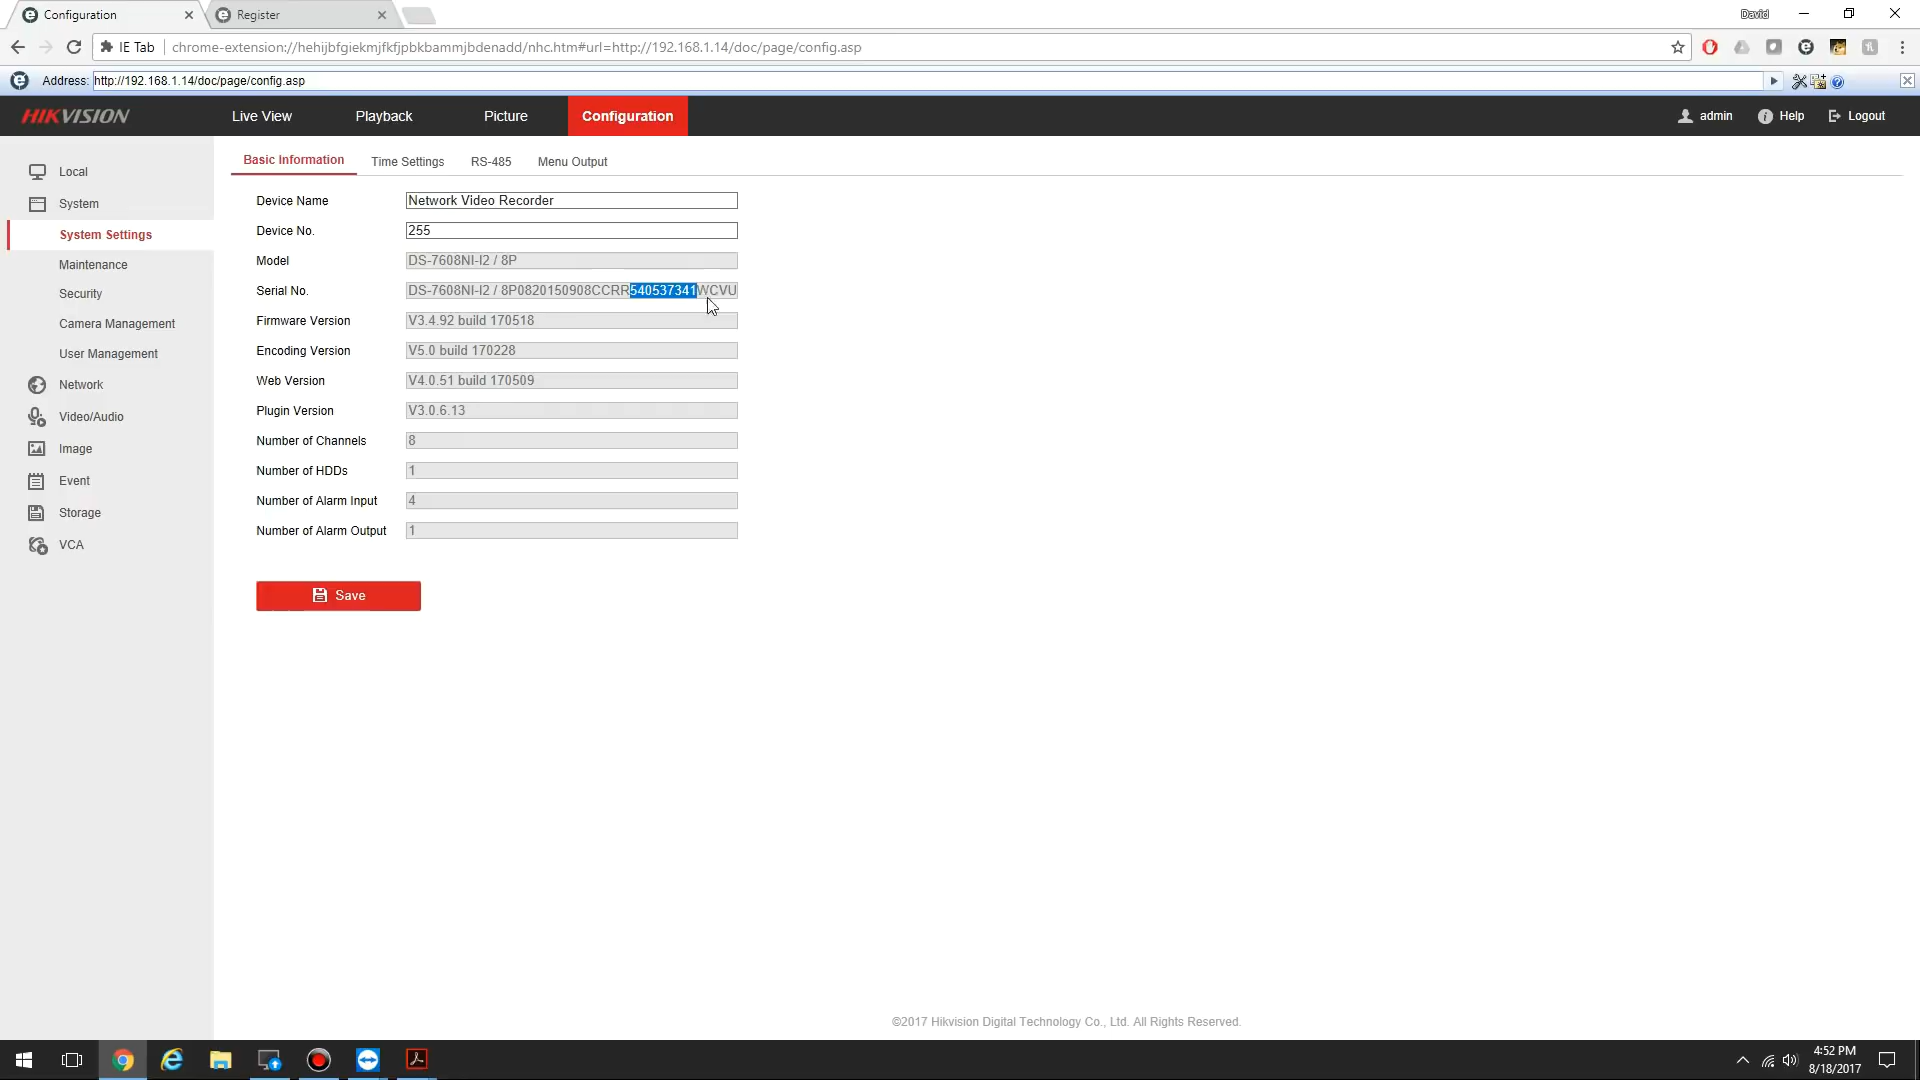 Configuration
Register
David
IE Tab
chrome-extension://hehijbfgiekmjfkfjpbkbammjbdenadd/nhc.htm#url=http://192.168.1.14/doc/page/config.asp
Address: http://192.168.1.14/doc/page/config.asp
HIKVISION
Live View
Playback
Picture
Configuration
admin
Help
Logout
Local
System
System Settings
Maintenance
Security
Camera Management
User Management
Network
Video/Audio
Image
Event
Storage
VCA
Basic Information
Time Settings
RS-485
Menu Output
Device Name Network Video Recorder
Device No. 255
Model DS-7608NI-I2 / 8P
Serial No. DS-7608NI-I2 / 8P0820150908CCRR540537341WCVU
Firmware Version V3.4.92 build 170518
Encoding Version V5.0 build 170228
Web Version V4.0.51 build 170509
Plugin Version V3.0.6.13
Number of Channels 8
Number of HDDs 1
Number of Alarm Input 4
Number of Alarm Output 1
Save
©2017 Hikvision Digital Technology Co., Ltd. All Rights Reserved.
4:52 PM
8/18/2017